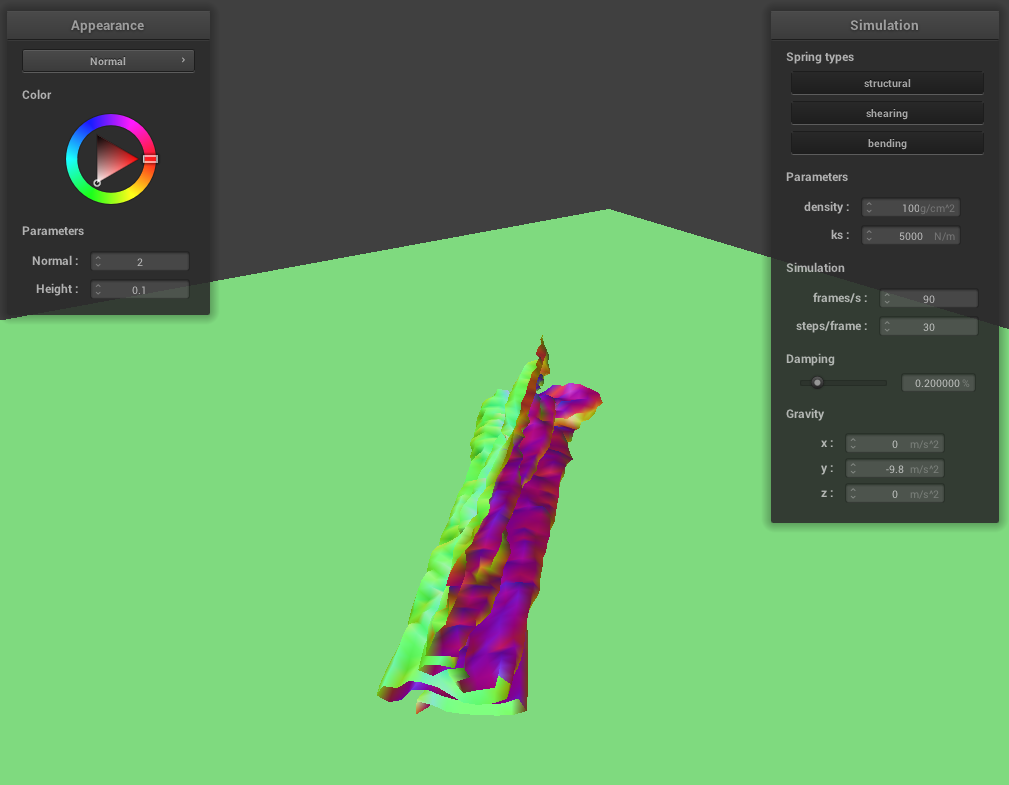 Appearance
Normal
Color
Parameters
Normal : 2
Height : 0.1
Simulation
Spring types
structural
shearing
bending
Parameters
density : 100g/cm^2
ks : 5000 N/m
Simulation
frames/s : 90
steps/frame : 30
Damping
0.200000 %
Gravity
x : 0 m/s^2
y : -9.8 m/s^2
z : 0 m/s^2